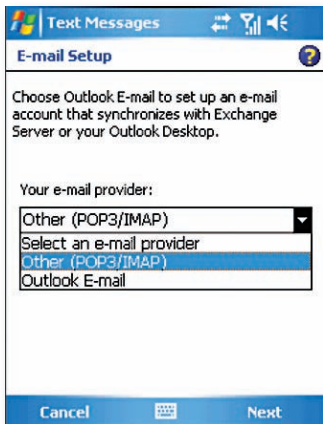 Text Messages
E-mail Setup
?
Choose Outlook E-mail to set up an e-mail
account that synchronizes with Exchange
Server or your Outlook Desktop.
Your e-mail provider:
Other (POP3/IMAP)
Select an e-mail provider
Other (POP3/IMAP)
Outlook E-mail
Cancel
Next